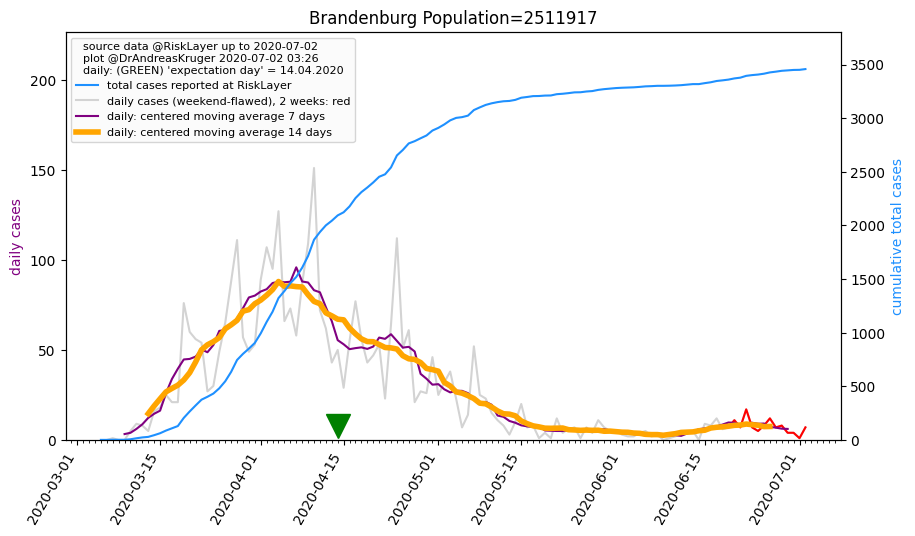 Brandenburg Population=2511917
source data @RiskLayer up to 2020-07-02
plot @DrAndreasKruger 2020-07-02 03:26
daily: (GREEN) 'expectation day' = 14.04.2020
total cases reported at RiskLayer
daily cases (weekend-flawed), 2 weeks: red
daily: centered moving average 7 days
daily: centered moving average 14 days
daily cases
200
150
100
50
0
cumulative total cases
3500
3000
2500
2000
1500
1000
500
0
2020-03-01
2020-03-15
2020-04-01
2020-04-15
2020-05-01
2020-05-15
2020-06-01
2020-06-15
2020-07-01